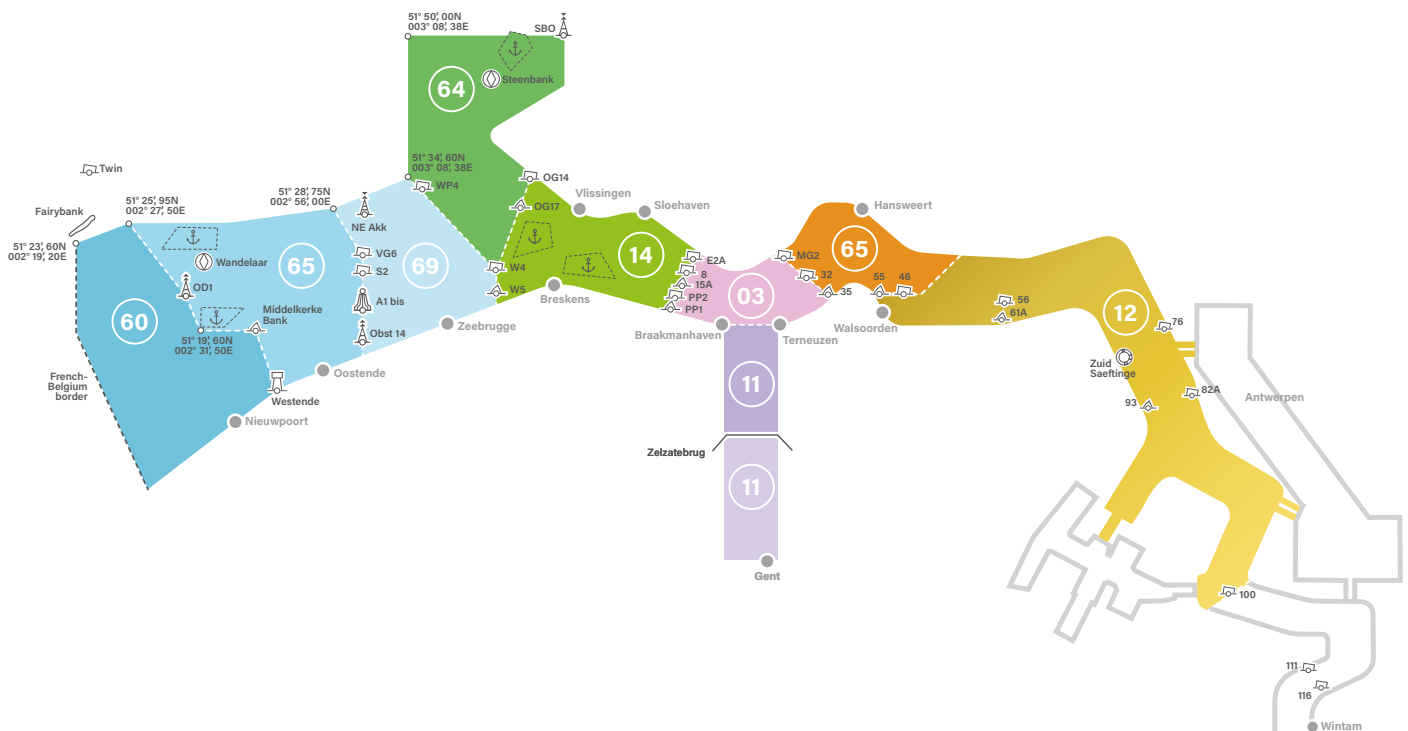 51° 50', 00N
003° 08', 38E
SBO
Steenbank
64
51° 34', 60N
003° 08', 38E
WP4
OG14
OG17
Twin
Fairybank
51° 25', 95N
002° 27', 50E
51° 28', 75N
002° 56', 00E
51° 23', 60N
002° 19', 20E
NE Akk
VG6
S2
A1 bis
Obst 14
Wandelaar
65
69
OD1
Middelkerke
Bank
60
51° 19', 60N
002° 31', 50E
French-
Belgium
border
Westende
Nieuwpoort
Oostende
Zeebrugge
W4
W5
Breskens
Vlissingen
Sloehaven
14
E2A
8
15A
PP2
PP1
03
Braakmanhaven
Terneuzen
MG2
32
35
65
Hansweert
55
46
Walsoorden
11
Zelzatebrug
11
Gent
56
61A
12
76
Zuid
Saeftinge
82A
93
Antwerpen
100
111
116
Wintam